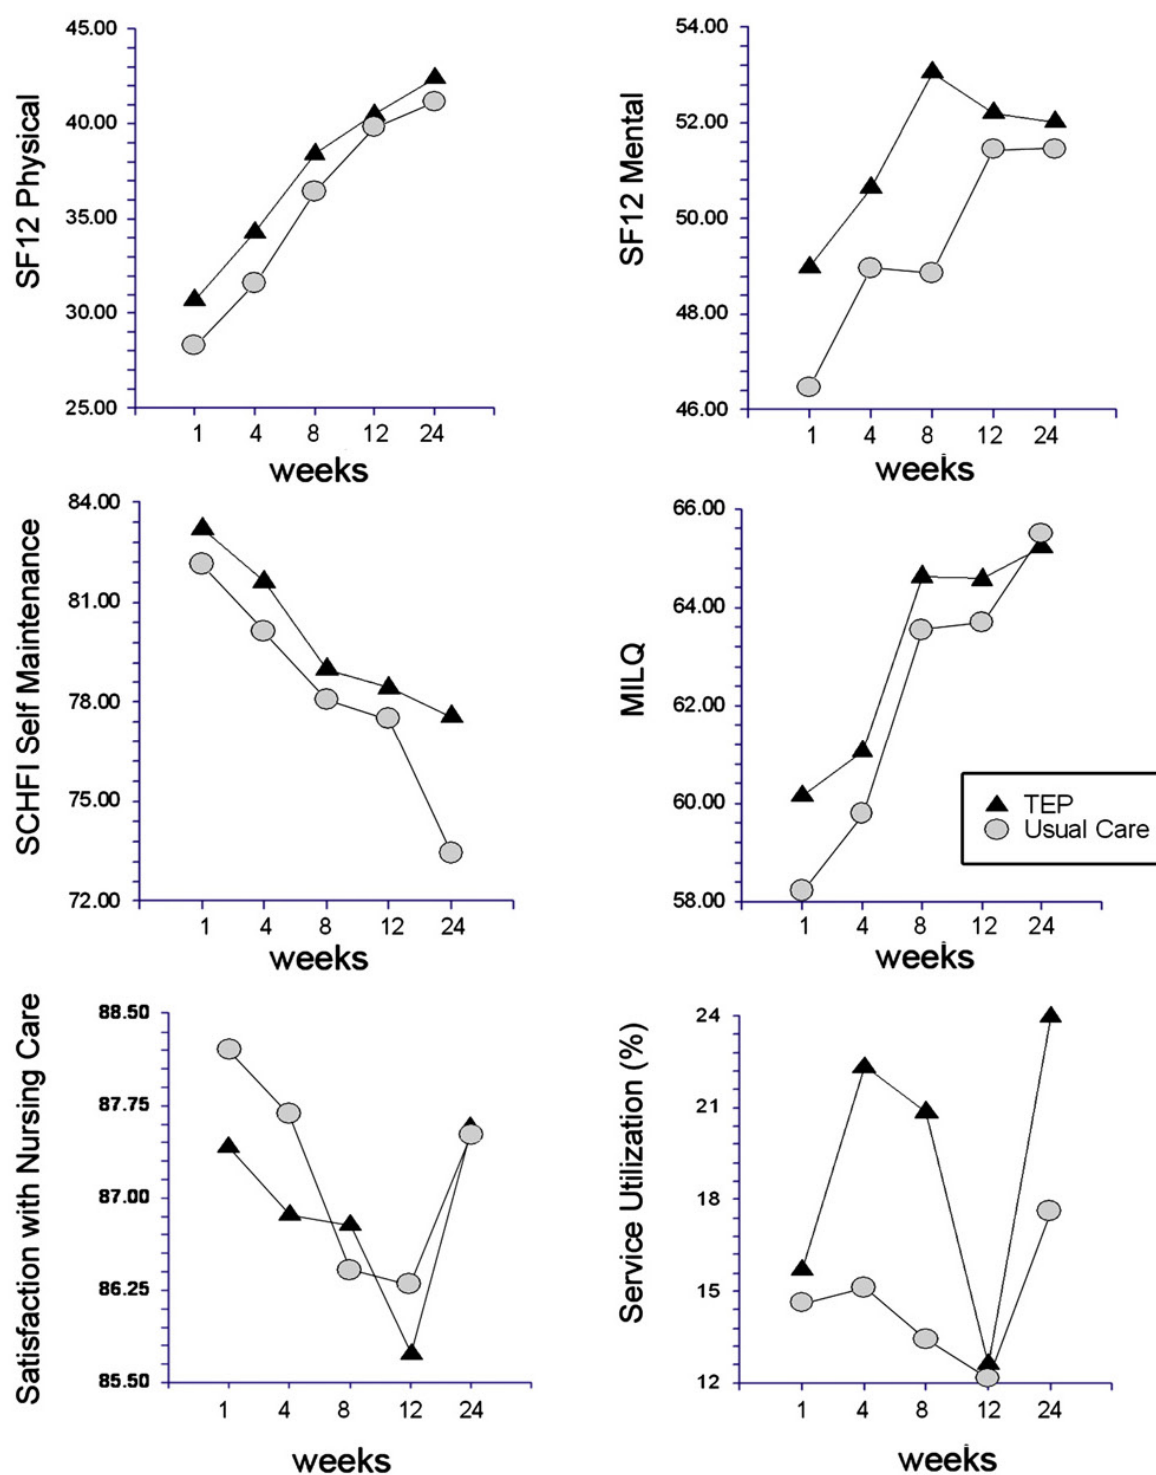 SF12 Physical
45.00
40.00
35.00
30.00
25.00
1 4 8 12 24
weeks
SF12 Mental
54.00
52.00
50.00
48.00
46.00
1 4 8 12 24
weeks
SCHFI Self Maintenance
84.00
81.00
78.00
75.00
72.00
1 4 8 12 24
weeks
MILQ
66.00
64.00
62.00
60.00
58.00
1 4 8 12 24
weeks
TEP
Usual Care
Satisfaction with Nursing Care
88.50
87.75
87.00
86.25
85.50
1 4 8 12 24
weeks
Service Utilization (%)
24
21
18
15
12
1 4 8 12 24
weeks